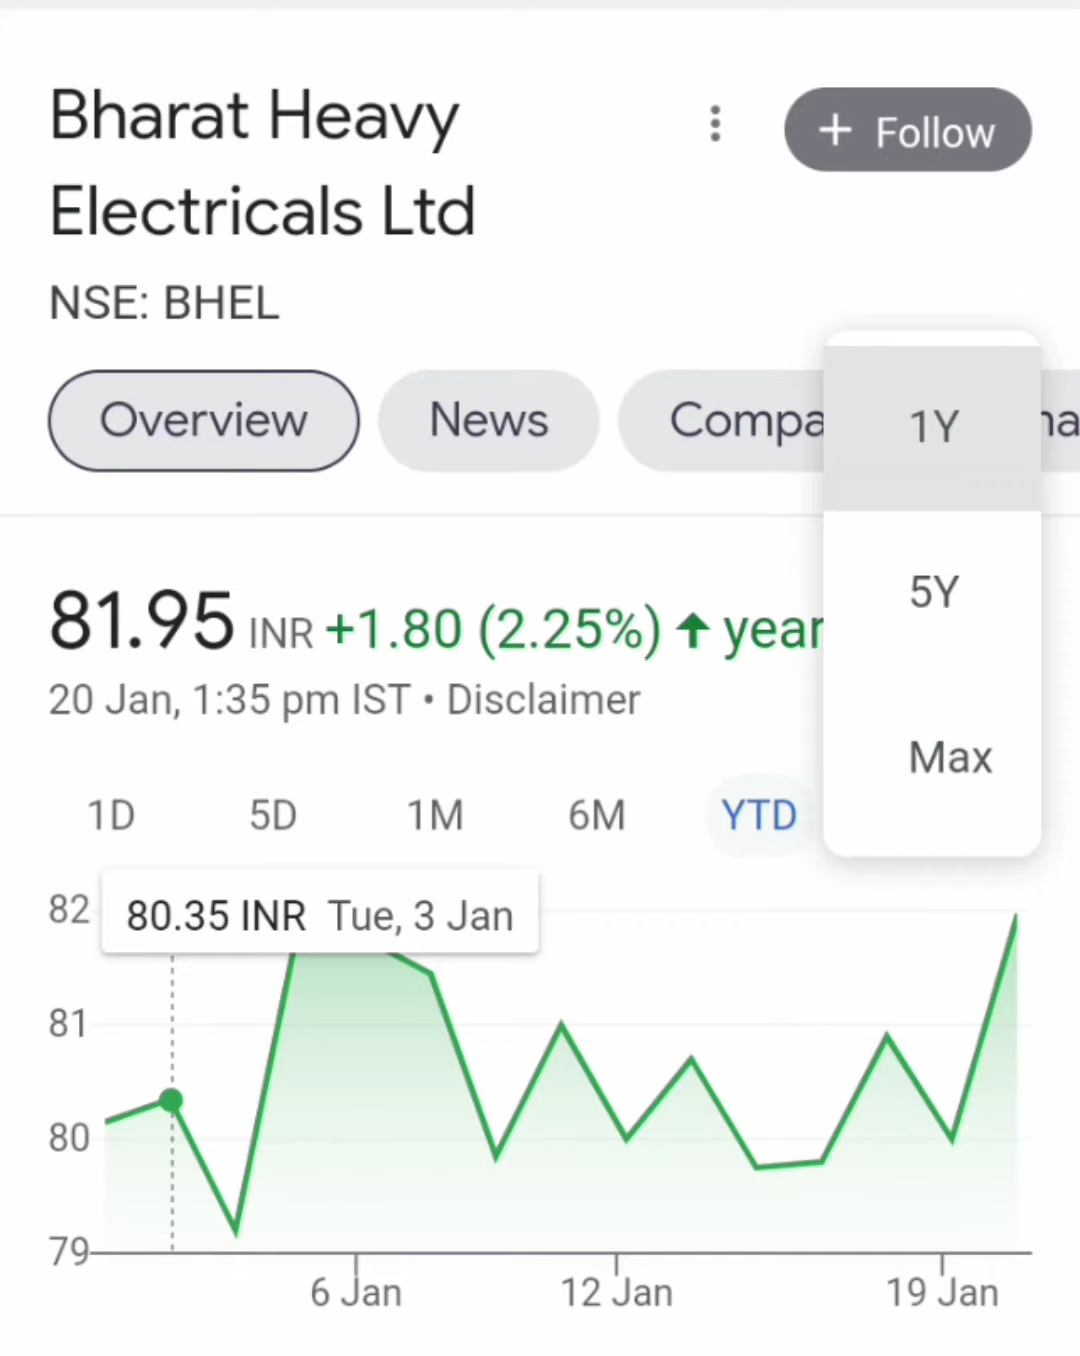 Bharat Heavy
Electricals Ltd
+ Follow
NSE: BHEL
Overview News
1Y
5Y
Max
81.95 INR +1.80 (2.25%) ↑ year
20 Jan, 1:35 pm IST • Disclaimer
1D 5D 1M 6M YTD
80.35 INR Tue, 3 Jan
82
81
80
79
6 Jan 12 Jan 19 Jan